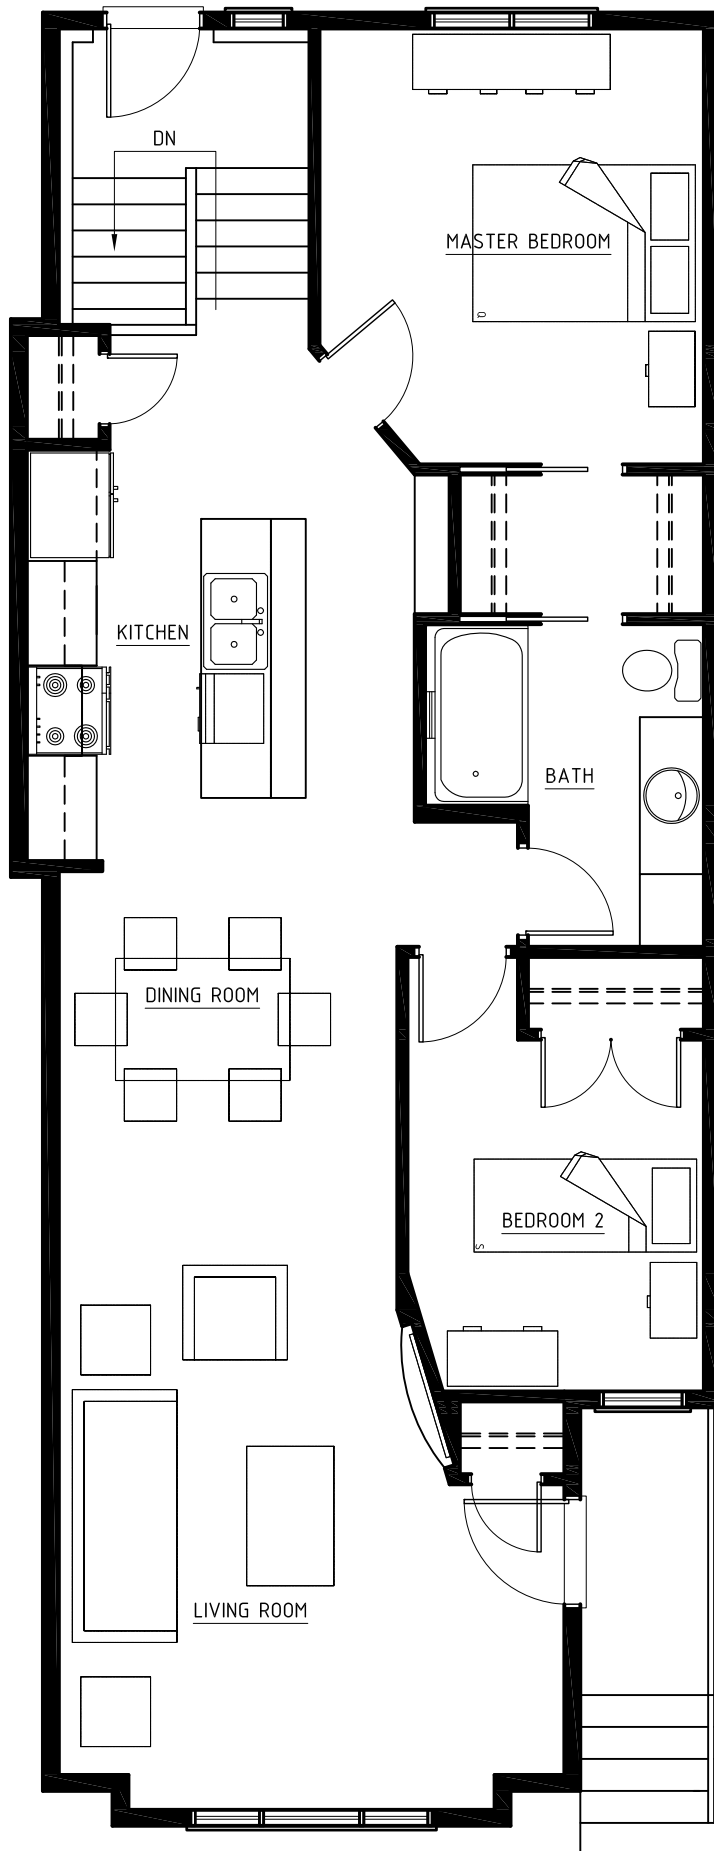 DN
MASTER BEDROOM
Q
KITCHEN
BATH
DINING ROOM
BEDROOM 2
S
LIVING ROOM